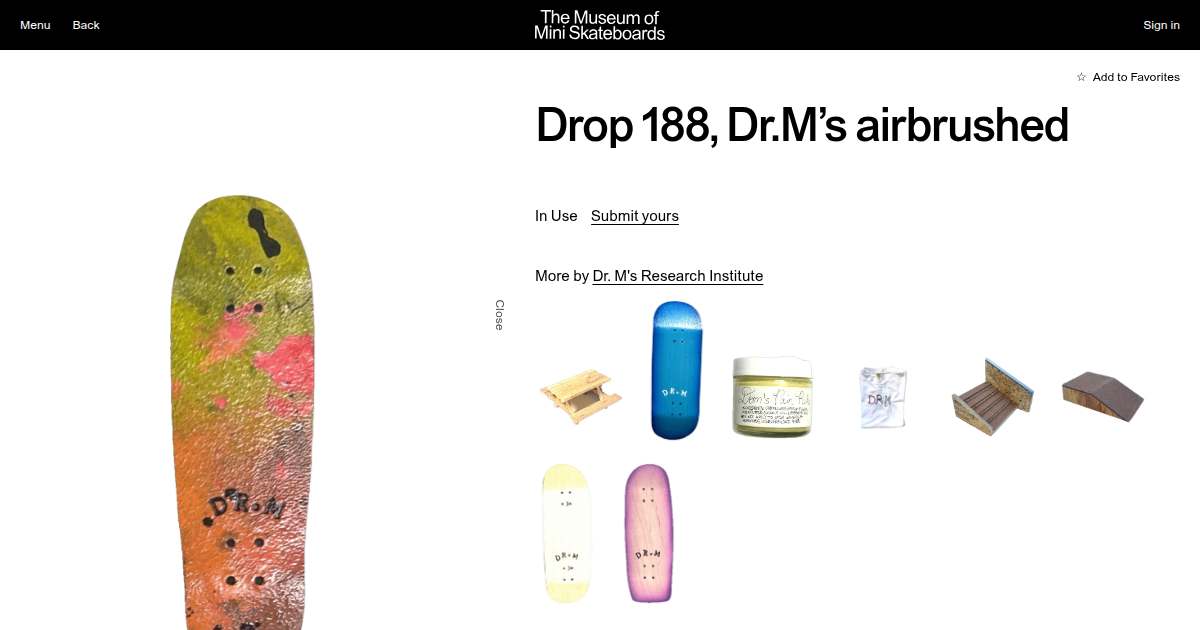 Menu
Back
The Museum of
Mini Skateboards
Sign in
☆ Add to Favorites
Drop 188, Dr.M’s airbrushed
In Use
Submit yours
More by Dr. M's Research Institute
Close
DR.M
DR.M
DRM
DR.M
DR.M